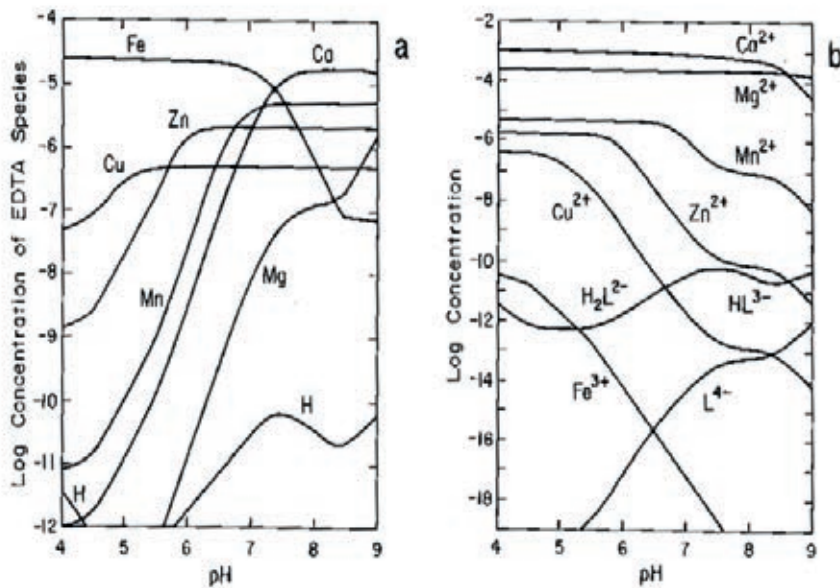 a
Log Concentration of EDTA Species
-4
-5
-6
-7
-8
-9
-10
-11
-12
Fe
Ca
Zn
Cu
Mn
Mg
H
H
4 5 6 7 8 9
pH
b
Log Concentration
-2
-4
-6
-8
-10
-12
-14
-16
-18
Ca²⁺
Mg²⁺
Mn²⁺
Cu²⁺
Zn²⁺
H₂L²⁻
HL³⁻
Fe³⁺
L⁴⁻
4 5 6 7 8 9
pH